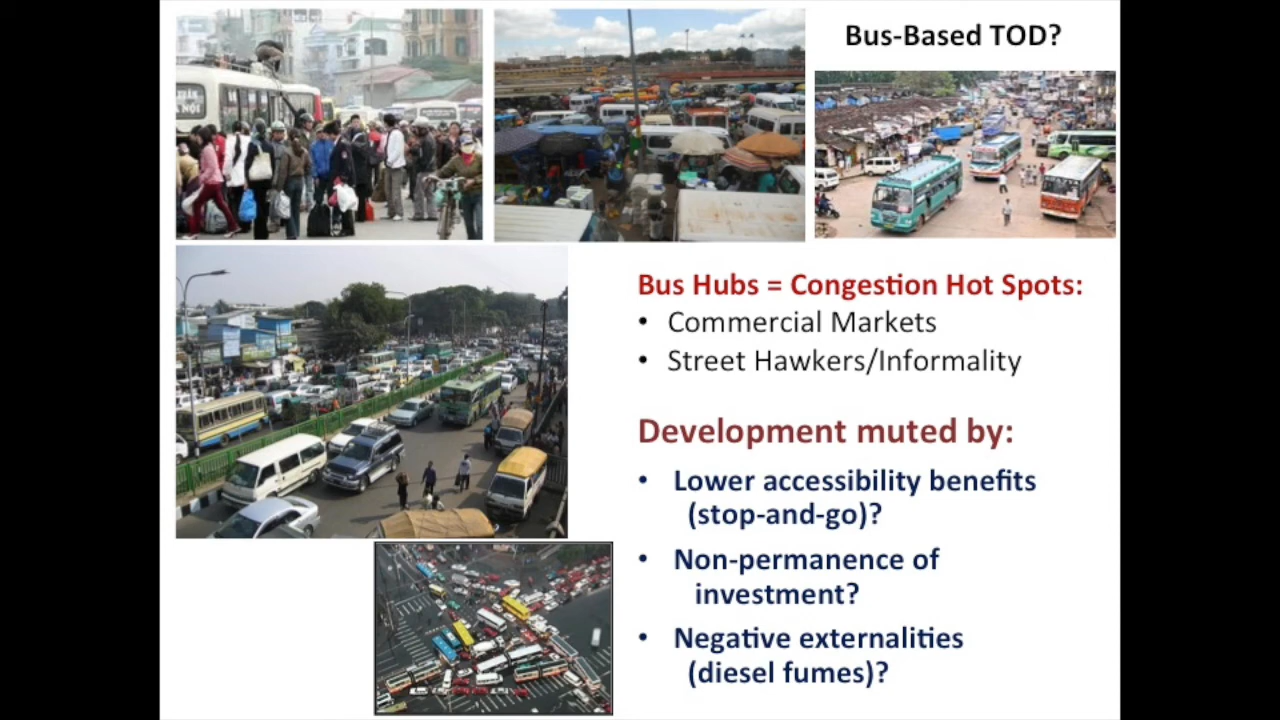 Bus-Based TOD?
NỘI
Bus Hubs = Congestion Hot Spots:
• Commercial Markets
• Street Hawkers/Informality
Development muted by:
• Lower accessibility benefits
(stop-and-go)?
• Non-permanence of
investment?
• Negative externalities
(diesel fumes)?